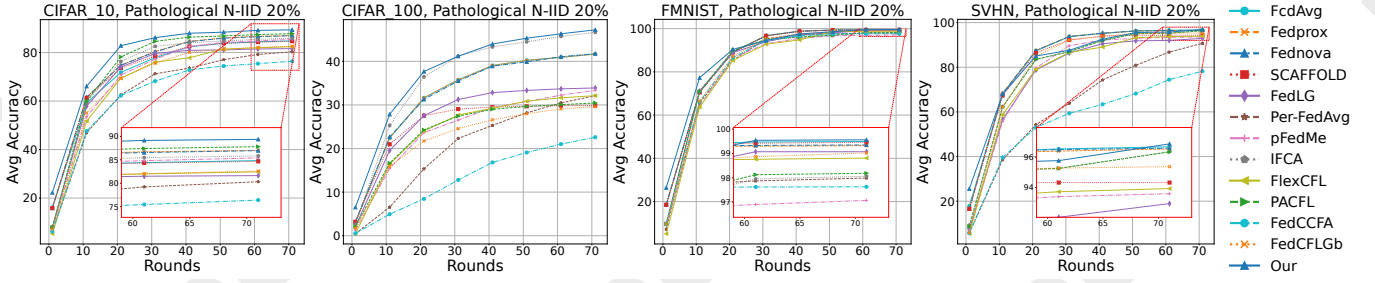 CIFAR_10, Pathological N-IID 20%
Avg Accuracy
80
60
40
20
90
85
80
75
60
70
0 10 20 30 40 50 60 70
Rounds
CIFAR_100, Pathological N-IID 20%
Avg Accuracy
40
30
20
10
0
0 10 20 30 40 50 60 70
Rounds
FMNIST, Pathological N-IID 20%
Avg Accuracy
100
80
60
40
20
100
99
98
97
60
70
0 10 20 30 40 50 60 70
Rounds
SVHN, Pathological N-IID 20%
Avg Accuracy
100
80
60
40
20
96
94
60
70
0 10 20 30 40 50 60 70
Rounds
FcdAvg
Fedprox
Fednova
SCAFFOLD
FedLG
Per-FedAvg
pFedMe
IFCA
FlexCFL
PACFL
FedCCFA
FedCFLGb
Our